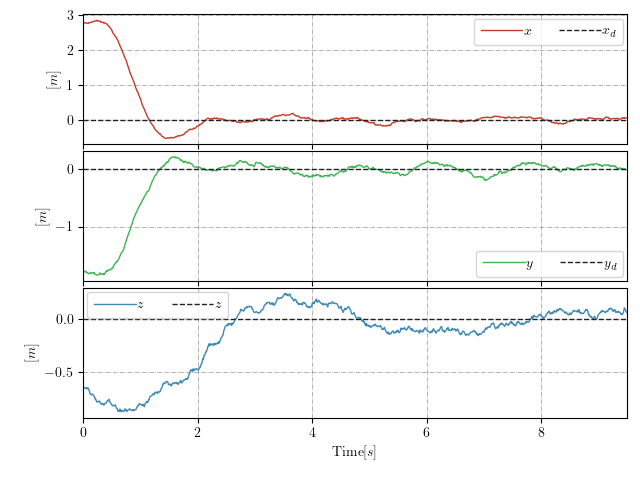 3
2
1
0
[m]
x x_d
0
−1
[m]
y y_d
z z
0.0
−0.5
[m]
0 2 4 6 8
Time[s]